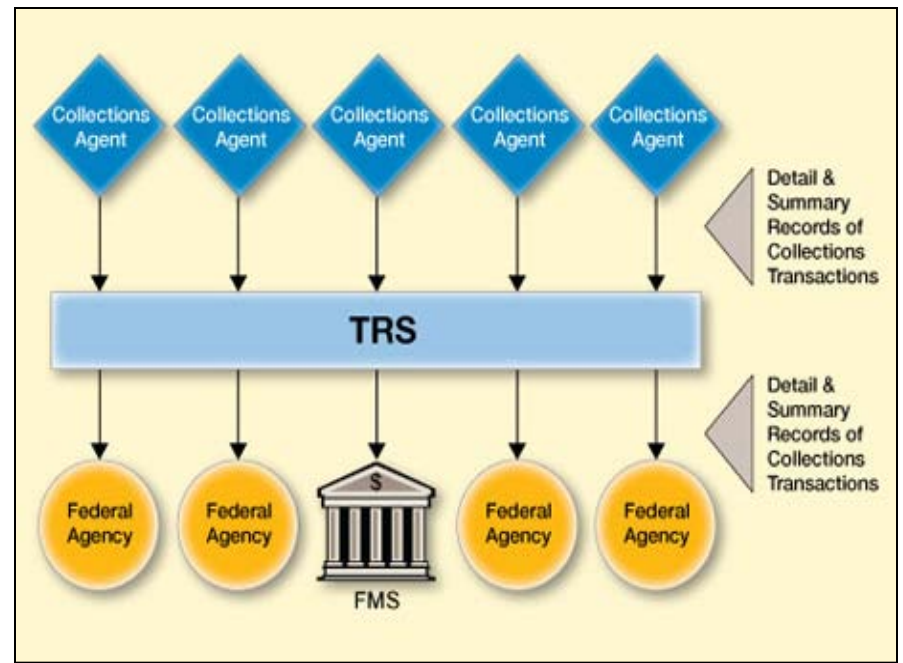 Collections
Agent
Collections
Agent
Collections
Agent
Collections
Agent
Collections
Agent
Detail &
Summary
Records of
Collections
Transactions
TRS
Detail &
Summary
Records of
Collections
Transactions
Federal
Agency
Federal
Agency
$
FMS
Federal
Agency
Federal
Agency